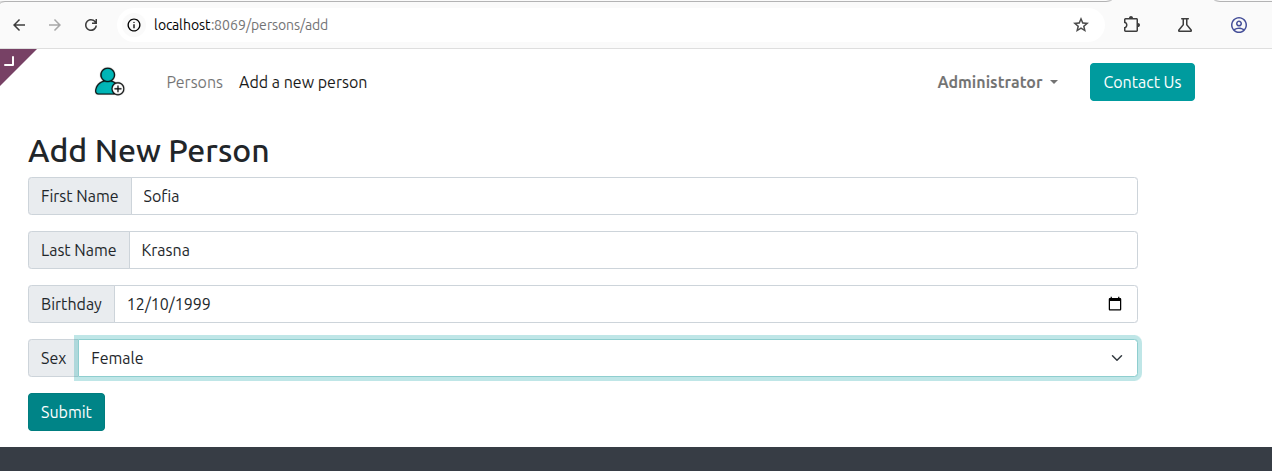 localhost:8069/persons/add
Persons Add a new person Administrator Contact Us
Add New Person
First Name Sofia
Last Name Krasna
Birthday 12/10/1999
Sex Female
Submit